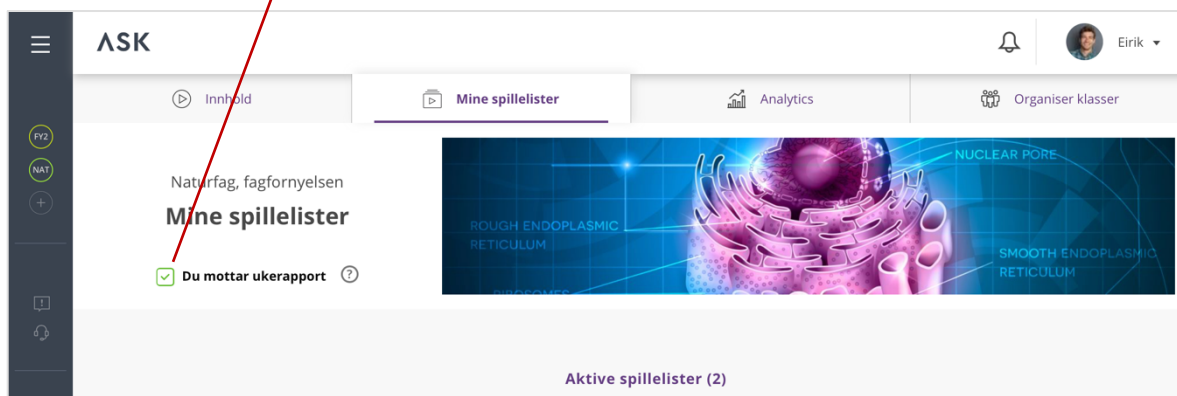 ASK
Eirik
Innhold
Mine spillelister
Analytics
Organiser klasser
FY2
NAT
Naturfag, fagfornyelsen
Mine spillelister
Du mottar ukerapport ?
NUCLEAR PORE
ROUGH ENDOPLASMIC
RETICULUM
SMOOTH ENDOPLASMIC
RETICULUM
Aktive spillelister (2)